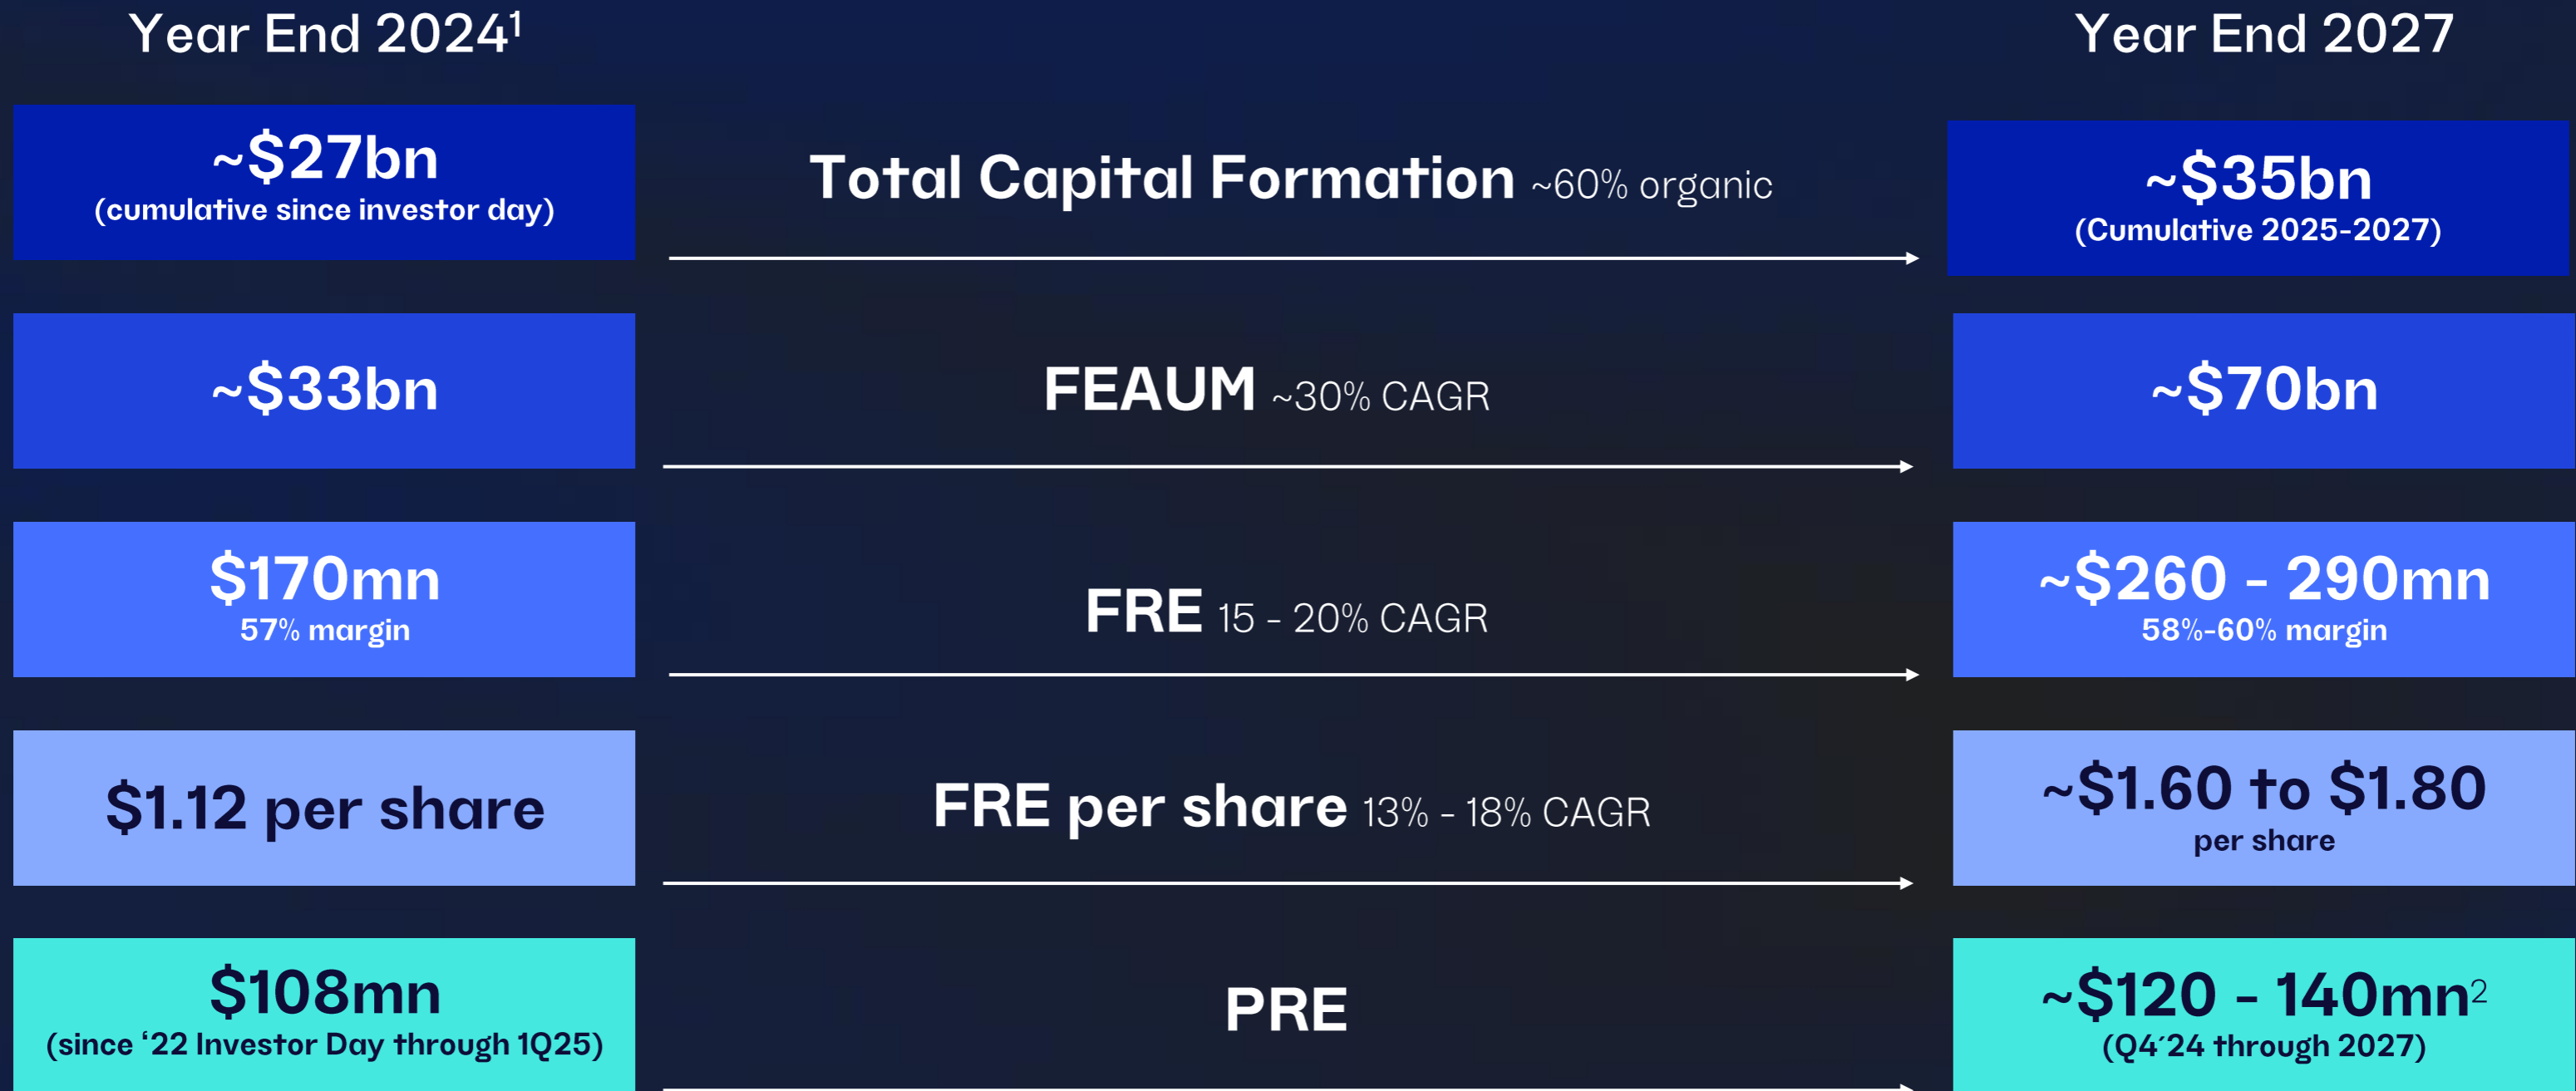 Year End 2024¹
Year End 2027
~$27bn
(cumulative since investor day)
Total Capital Formation ~60% organic
~$35bn
(Cumulative 2025-2027)
~$33bn
FEAUM ~30% CAGR
~$70bn
$170mn
57% margin
FRE 15 - 20% CAGR
~$260 - 290mn
58%-60% margin
$1.12 per share
FRE per share 13% - 18% CAGR
~$1.60 to $1.80
per share
$108mn
(since ‘22 Investor Day through 1Q25)
PRE
~$120 - 140mn²
(Q4´24 through 2027)